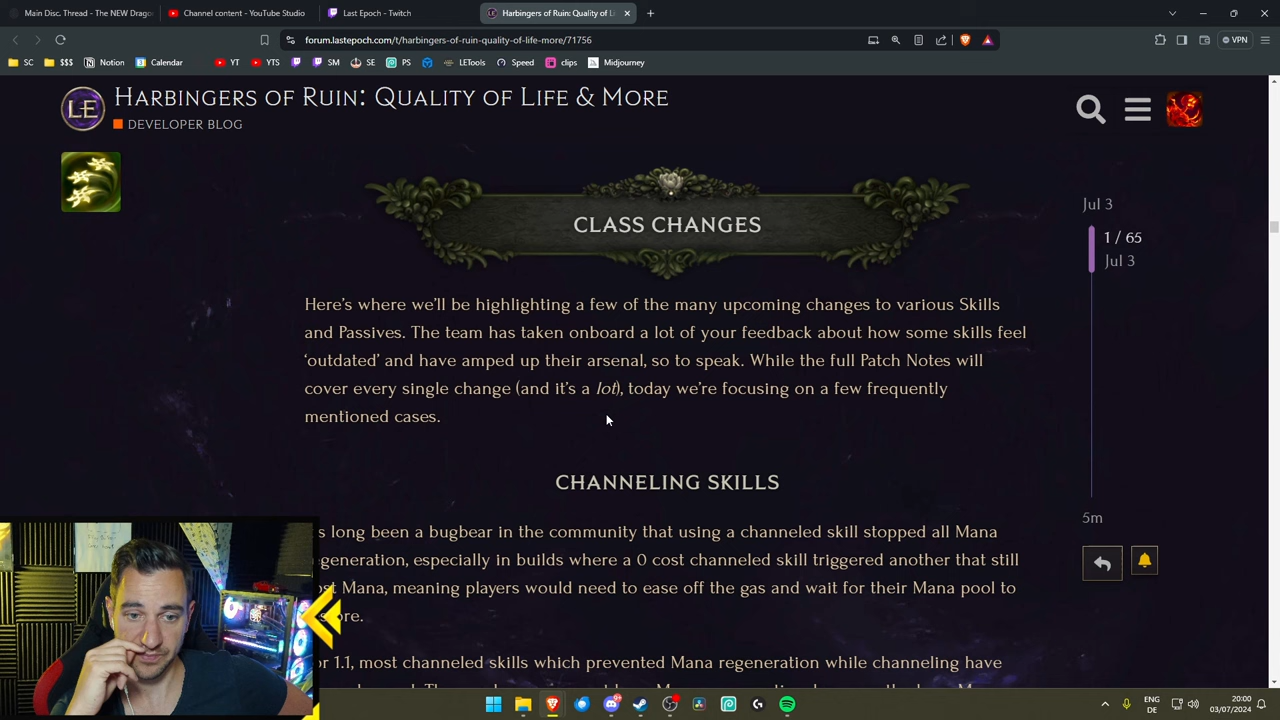 Main Disc. Thread - The NEW Drago
Channel content - YouTube Studio
Last Epoch - Twitch
Harbingers of Ruin: Quality of L
forum.lastepoch.com/t/harbingers-of-ruin-quality-of-life-more/71756
VPN
SC
$$$
Notion
Calendar
YT
YTS
SM
SE
PS
LETools
Speed
clips
Midjourney
LE
Harbingers of Ruin: Quality of Life & More
DEVELOPER BLOG
CLASS CHANGES
Jul 3
1 / 65
Jul 3
Here's where we'll be highlighting a few of the many upcoming changes to various Skills
and Passives. The team has taken onboard a lot of your feedback about how some skills feel
'outdated' and have amped up their arsenal, so to speak. While the full Patch Notes will
cover every single change (and it's a lot), today we're focusing on a few frequently
mentioned cases.
CHANNELING SKILLS
5m
s long been a bugbear in the community that using a channeled skill stopped all Mana
generation, especially in builds where a 0 cost channeled skill triggered another that still
st Mana, meaning players would need to ease off the gas and wait for their Mana pool to
ore.
or 1.1, most channeled skills which prevented Mana regeneration while channeling have
ENG
DE
20:00
03/07/2024